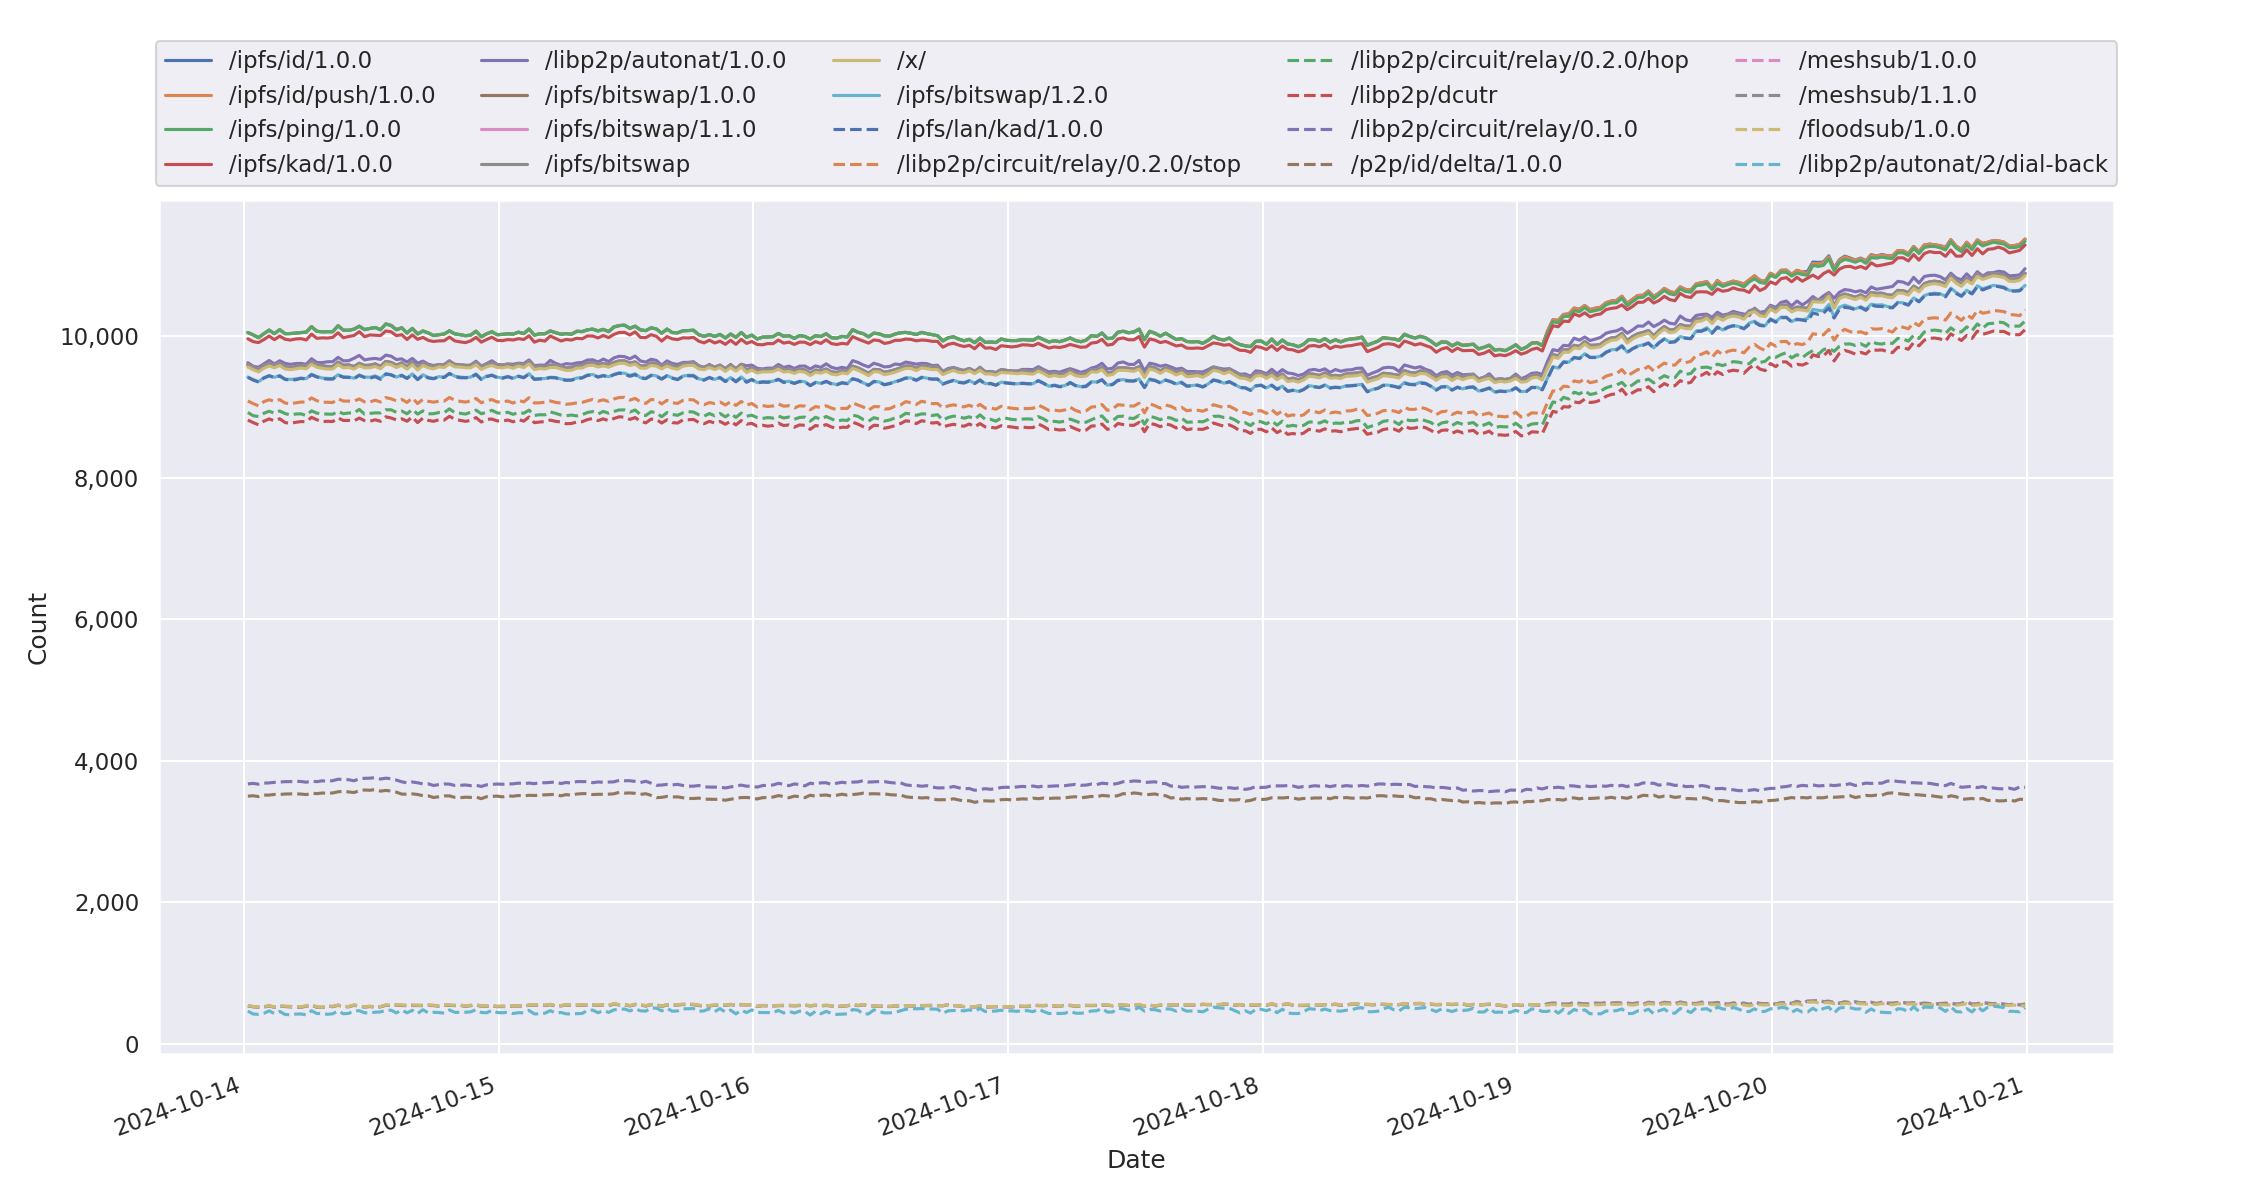 /ipfs/id/1.0.0
/ipfs/id/push/1.0.0
/ipfs/ping/1.0.0
/ipfs/kad/1.0.0
/libp2p/autonat/1.0.0
/ipfs/bitswap/1.0.0
/ipfs/bitswap/1.1.0
/ipfs/bitswap
/x/
/ipfs/bitswap/1.2.0
/ipfs/lan/kad/1.0.0
/libp2p/circuit/relay/0.2.0/stop
/libp2p/circuit/relay/0.2.0/hop
/libp2p/dcutr
/libp2p/circuit/relay/0.1.0
/p2p/id/delta/1.0.0
/meshsub/1.0.0
/meshsub/1.1.0
/floodsub/1.0.0
/libp2p/autonat/2/dial-back
Count
10,000
8,000
6,000
4,000
2,000
0
2024-10-14
2024-10-15
2024-10-16
2024-10-17
2024-10-18
2024-10-19
2024-10-20
2024-10-21
Date